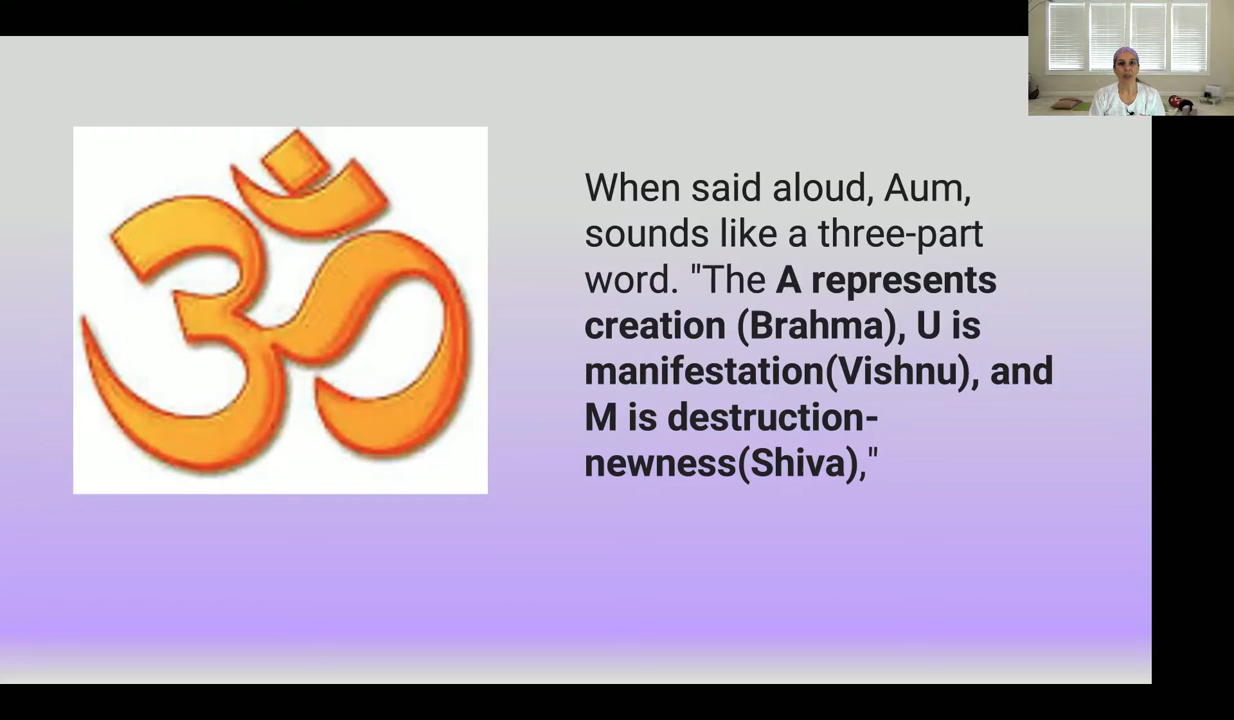 ॐ
When said aloud, Aum,
sounds like a three-part
word. "The A represents
creation (Brahma), U is
manifestation(Vishnu), and
M is destruction-
newness(Shiva),"